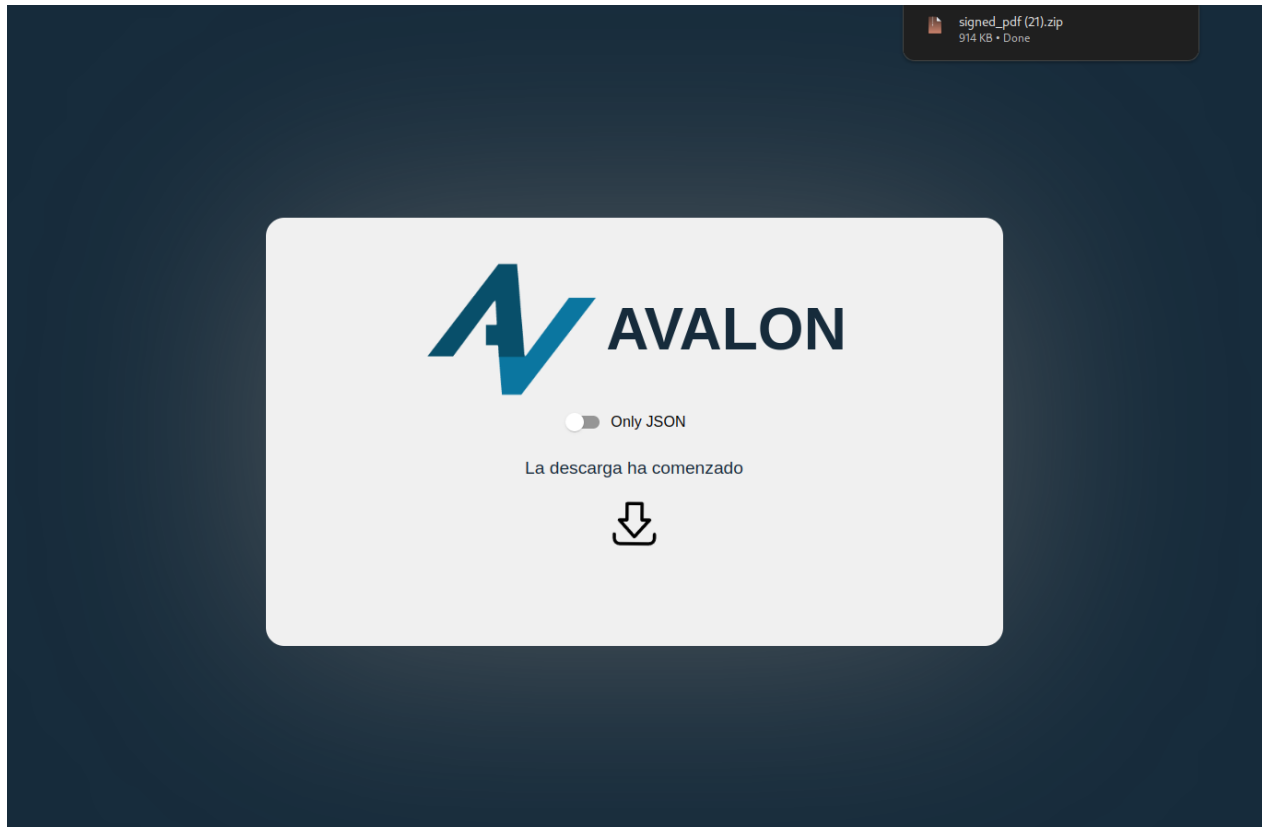 signed_pdf (21).zip
914 KB • Done
AVALON
Only JSON
La descarga ha comenzado